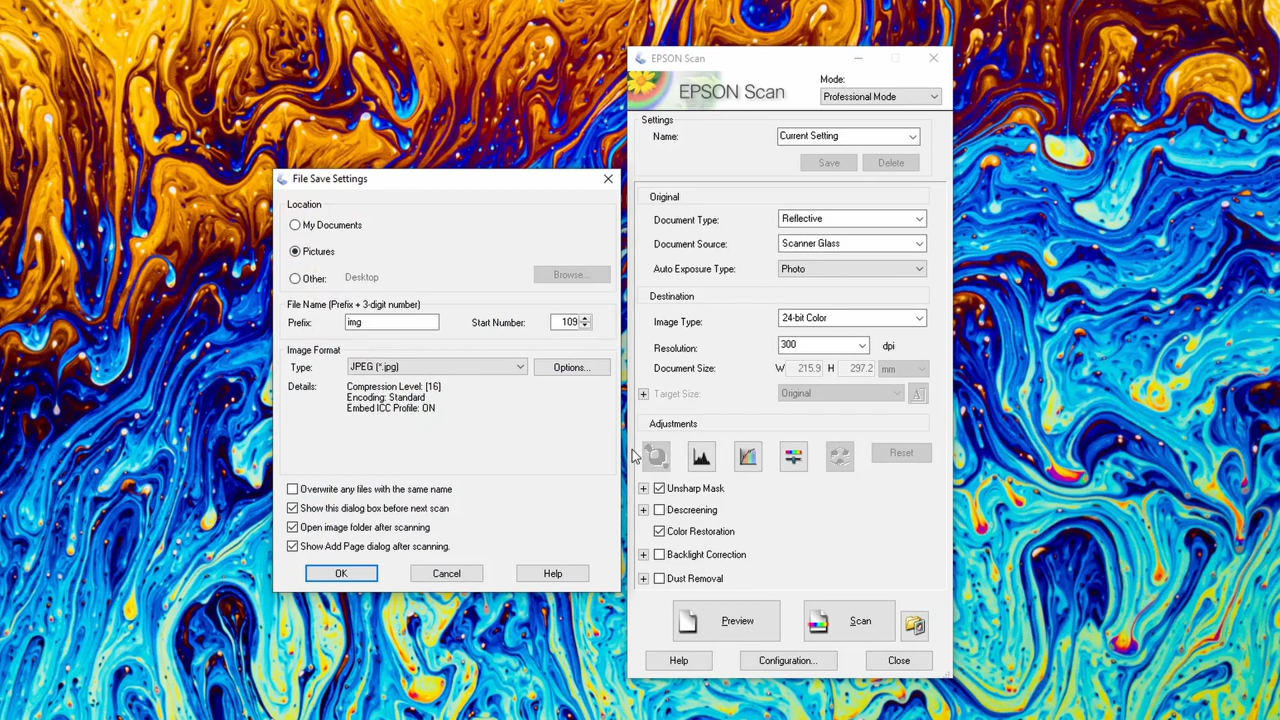 File Save Settings
Location
My Documents
Pictures
Other: Desktop Browse...
File Name (Prefix + 3-digit number)
Prefix: img Start Number: 109
Image Format
Type: JPEG (*.jpg) Options...
Details: Compression Level: [16]
Encoding: Standard
Embed ICC Profile: ON
Overwrite any files with the same name
Show this dialog box before next scan
Open image folder after scanning
Show Add Page dialog after scanning.
OK Cancel Help
EPSON Scan
EPSON Scan
Mode:
Professional Mode
Settings
Name: Current Setting
Save Delete
Original
Document Type: Reflective
Document Source: Scanner Glass
Auto Exposure Type: Photo
Destination
Image Type: 24-bit Color
Resolution: 300 dpi
Document Size: W 215.9 H 297.2 mm
Target Size: Original A
Adjustments
Reset
Unsharp Mask
Descreening
Color Restoration
Backlight Correction
Dust Removal
Preview Scan
Help Configuration... Close